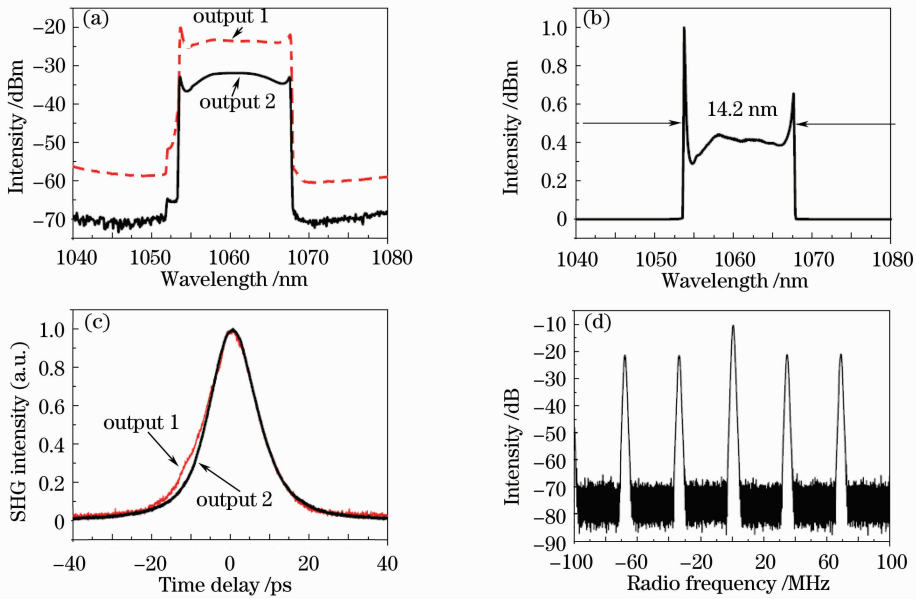 (a)
output 1
output 2
Intensity /dBm
−20
−30
−40
−50
−60
−70
1040
1050
1060
1070
1080
Wavelength /nm
(b)
14.2 nm
Intensity /dBm
1.0
0.8
0.6
0.4
0.2
0
1040
1050
1060
1070
1080
Wavelength /nm
(c)
output 1
output 2
SHG intensity (a.u.)
1.0
0.8
0.6
0.4
0.2
0
−40
−20
0
20
40
Time delay /ps
(d)
Intensity /dB
−10
−20
−30
−40
−50
−60
−70
−80
−90
−100
−60
−20
20
60
100
Radio frequency /MHz